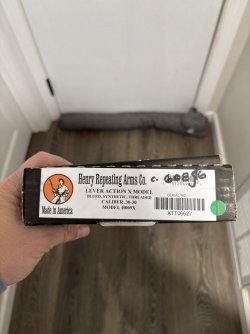 Henry Repeating Arms Co.
LEVER ACTION X MODEL
BLUED, SYNTHETIC, THREADED
CALIBER .30-30
MODEL H009X
Made in America
SERIAL NO.
XTT00627